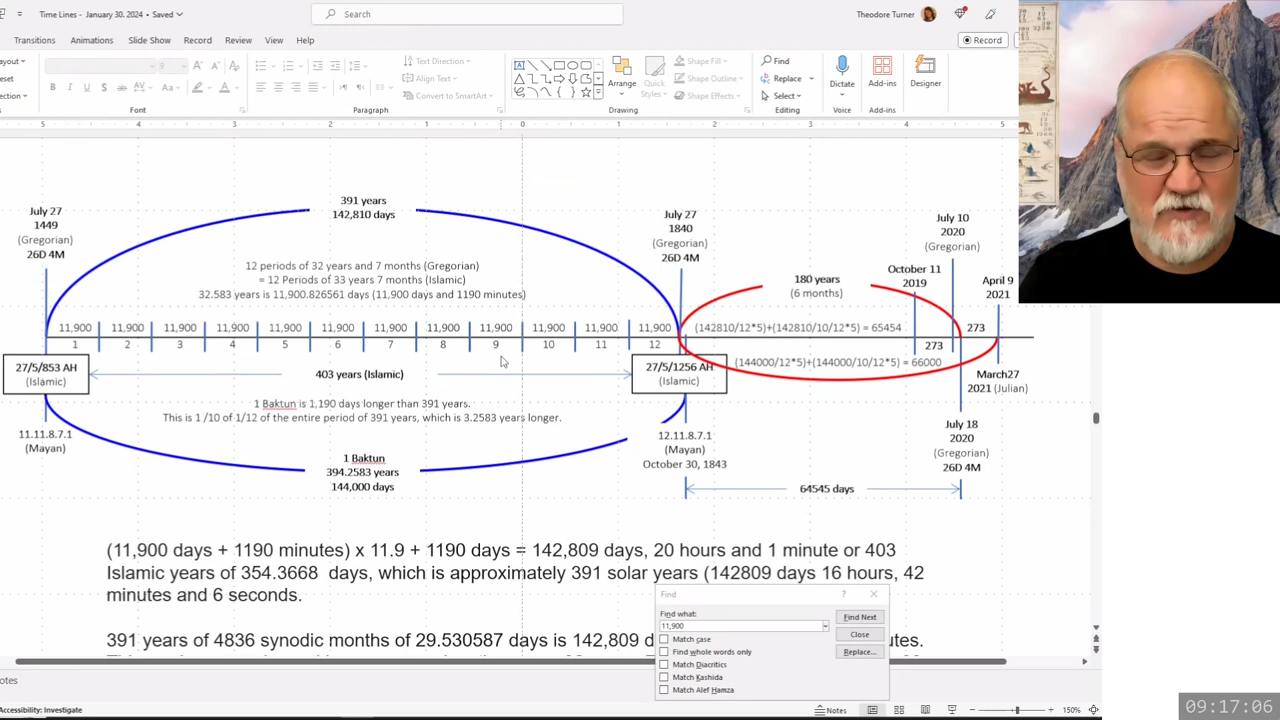 Time Lines - January 30, 2024 • Saved
Search
Theodore Turner
Transitions
Animations
Slide Show
Record
Review
View
Help
Record
Text Direction
Align Text
Convert to SmartArt
Arrange
Quick
Styles
Shape Fill
Shape Outline
Shape Effects
Find
Replace
Select
Dictate
Add-ins
Designer
Font
Paragraph
Drawing
Editing
Voice
Add-ins
5
4
3
2
1
0
1
2
3
4
5
July 27
1449
(Gregorian)
26D 4M
391 years
142,810 days
12 periods of 32 years and 7 months (Gregorian)
= 12 Periods of 33 years 7 months (Islamic)
32.583 years is 11,900.826561 days (11,900 days and 1190 minutes)
July 27
1840
(Gregorian)
26D 4M
180 years
(6 months)
October 11
2019
July 10
2020
(Gregorian)
April 9
2021
11,900 11,900 11,900 11,900 11,900 11,900 11,900 11,900 11,900 11,900 11,900 11,900
1 2 3 4 5 6 7 8 9 10 11 12
(142810/12*5)+(142810/10/12*5) = 65454
273
273
(144000/12*5)+(144000/10/12*5) = 66000
27/5/853 AH
(Islamic)
403 years (Islamic)
27/5/1256 AH
(Islamic)
March27
2021 (Julian)
1 Baktun is 1,190 days longer than 391 years.
This is 1 /10 of 1/12 of the entire period of 391 years, which is 3.2583 years longer.
11.11.8.7.1
(Mayan)
1 Baktun
394.2583 years
144,000 days
12.11.8.7.1
(Mayan)
October 30, 1843
July 18
2020
(Gregorian)
26D 4M
64545 days
(11,900 days + 1190 minutes) x 11.9 + 1190 days = 142,809 days, 20 hours and 1 minute or 403
Islamic years of 354.3668 days, which is approximately 391 solar years (142809 days 16 hours, 42
minutes and 6 seconds.
391 years of 4836 synodic months of 29.530587 days is 142,809 d
Find
Find what:
11,900
Find Next
Match case
Close
Find whole words only
Replace...
Match Diacritics
Match Kashida
Match Alef Hamza
Accessibility: Investigate
Notes
150%
09:17:06